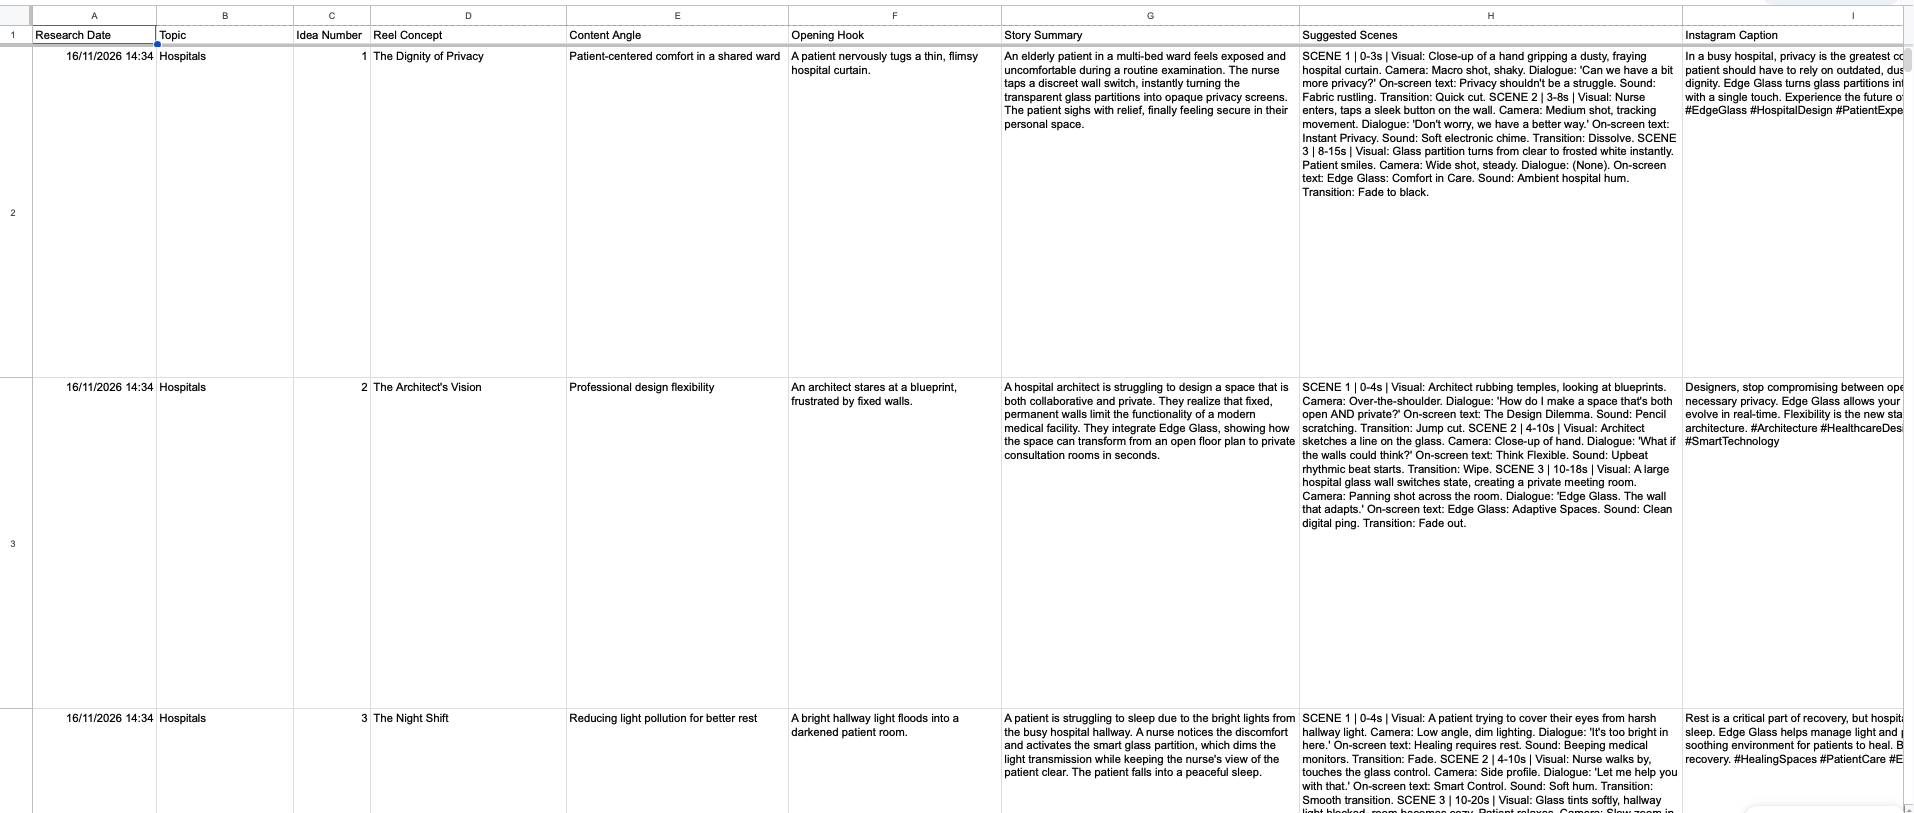 A B C D E F G H I
1 Research Date Topic Idea Number Reel Concept Content Angle Opening Hook Story Summary Suggested Scenes Instagram Caption
2
16/11/2026 14:34
Hospitals
1
The Dignity of Privacy
Patient-centered comfort in a shared ward
A patient nervously tugs a thin, flimsy
hospital curtain.
An elderly patient in a multi-bed ward feels exposed and
uncomfortable during a routine examination. The nurse
taps a discreet wall switch, instantly turning the
transparent glass partitions into opaque privacy screens.
The patient sighs with relief, finally feeling secure in their
personal space.
SCENE 1 | 0-3s | Visual: Close-up of a hand gripping a dusty, fraying
hospital curtain. Camera: Macro shot, shaky. Dialogue: 'Can we have a bit
more privacy?' On-screen text: Privacy shouldn't be a struggle. Sound:
Fabric rustling. Transition: Quick cut. SCENE 2 | 3-8s | Visual: Nurse
enters, taps a sleek button on the wall. Camera: Medium shot, tracking
movement. Dialogue: 'Don't worry, we have a better way.' On-screen text:
Instant Privacy. Sound: Soft electronic chime. Transition: Dissolve. SCENE
3 | 8-15s | Visual: Glass partition turns from clear to frosted white instantly.
Patient smiles. Camera: Wide shot, steady. Dialogue: (None). On-screen
text: Edge Glass: Comfort in Care. Sound: Ambient hospital hum.
Transition: Fade to black.
In a busy hospital, privacy is the greatest
patient should have to rely on outdated,
dignity. Edge Glass turns glass partitions
with a single touch. Experience the future
#EdgeGlass #HospitalDesign
3
16/11/2026 14:34
Hospitals
2
The Architect's Vision
Professional design flexibility
An architect stares at a blueprint,
frustrated by fixed walls.
A hospital architect is struggling to design a space that is
both collaborative and private. They realize that fixed,
permanent walls limit the functionality of a modern
medical facility. They integrate Edge Glass, showing how
the space can transform from an open floor plan to private
consultation rooms in seconds.
SCENE 1 | 0-4s | Visual: Architect rubbing temples, looking at blueprints.
Camera: Over-the-shoulder. Dialogue: 'How do I make a space that's both
open AND private?' On-screen text: The Design Dilemma. Sound: Pencil
scratching. Transition: Jump cut. SCENE 2 | 4-10s | Visual: Architect
sketches a line on the glass. Camera: Close-up of hand. Dialogue: 'What if
the walls could think?' On-screen text: Think Flexible. Sound: Upbeat
rhythmic beat starts. Transition: Wipe. SCENE 3 | 10-18s | Visual: A large
hospital glass wall switches state, creating a private meeting room.
Camera: Panning shot across the room. Dialogue: 'Edge Glass. The wall
that adapts.' On-screen text: Edge Glass: Adaptive Spaces. Sound: Clean
digital ping. Transition: Fade out.
Designers, stop compromising between
necessary privacy. Edge Glass allows your
evolve in real-time. Flexibility is the new
architecture. #Architecture
#SmartTechnology
16/11/2026 14:34
Hospitals
3
The Night Shift
Reducing light pollution for better rest
A bright hallway light floods into a
darkened patient room.
A patient is struggling to sleep due to the bright lights from
the busy hospital hallway. A nurse notices the discomfort
and activates the smart glass partition, which dims the
light transmission while keeping the nurse's view of the
patient clear. The patient falls into a peaceful sleep.
SCENE 1 | 0-4s | Visual: A patient trying to cover their eyes from harsh
hallway light. Camera: Low angle, dim lighting. Dialogue: 'It's too bright in
here.' On-screen text: Healing requires rest. Sound: Beeping medical
monitors. Transition: Fade. SCENE 2 | 4-10s | Visual: Nurse walks by,
touches the glass control. Camera: Side profile. Dialogue: 'Let me help you
with that.' On-screen text: Smart Control. Sound: Soft hum. Transition:
Smooth transition. SCENE 3 | 10-20s | Visual: Glass tints softly, hallway
Rest is a critical part of recovery, but
sleep. Edge Glass helps manage light and
soothing environment for patients to heal.
recovery. #HealingSpaces #PatientCare